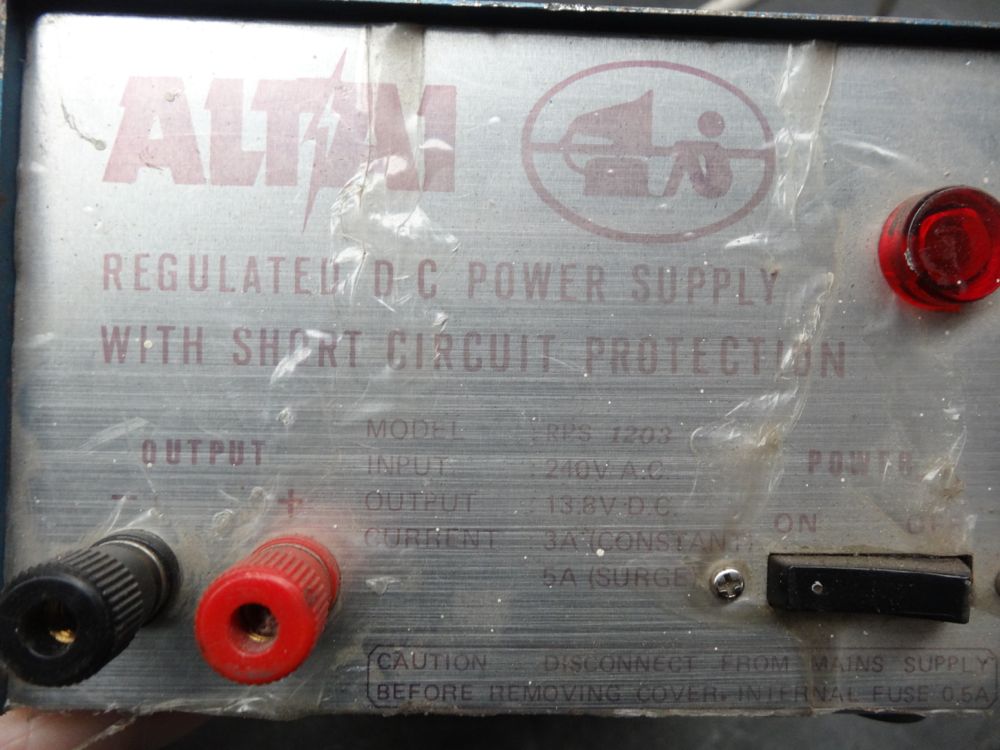 ALTAI
REGULATED D·C POWER SUPPLY
WITH SHORT CIRCUIT PROTECTION
OUTPUT
- +
MODEL : RPS 1203
INPUT : 240V A.C.
OUTPUT : 13.8V·D.C.
CURRENT : 3A (CONSTANT)
5A (SURGE)
POWER
ON OFF
CAUTION DISCONNECT FROM MAINS SUPPLY
BEFORE REMOVING COVER. INTERNAL FUSE 0.5A